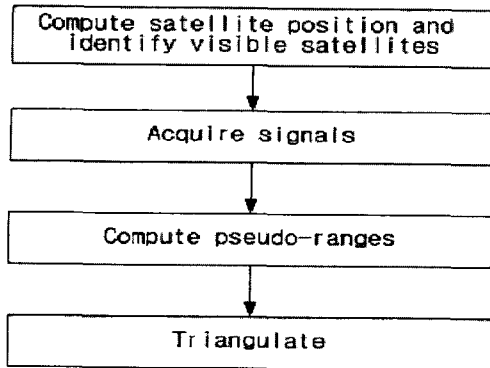 Compute satellite position and
identify visible satellites
Acquire signals
Compute pseudo-ranges
Triangulate